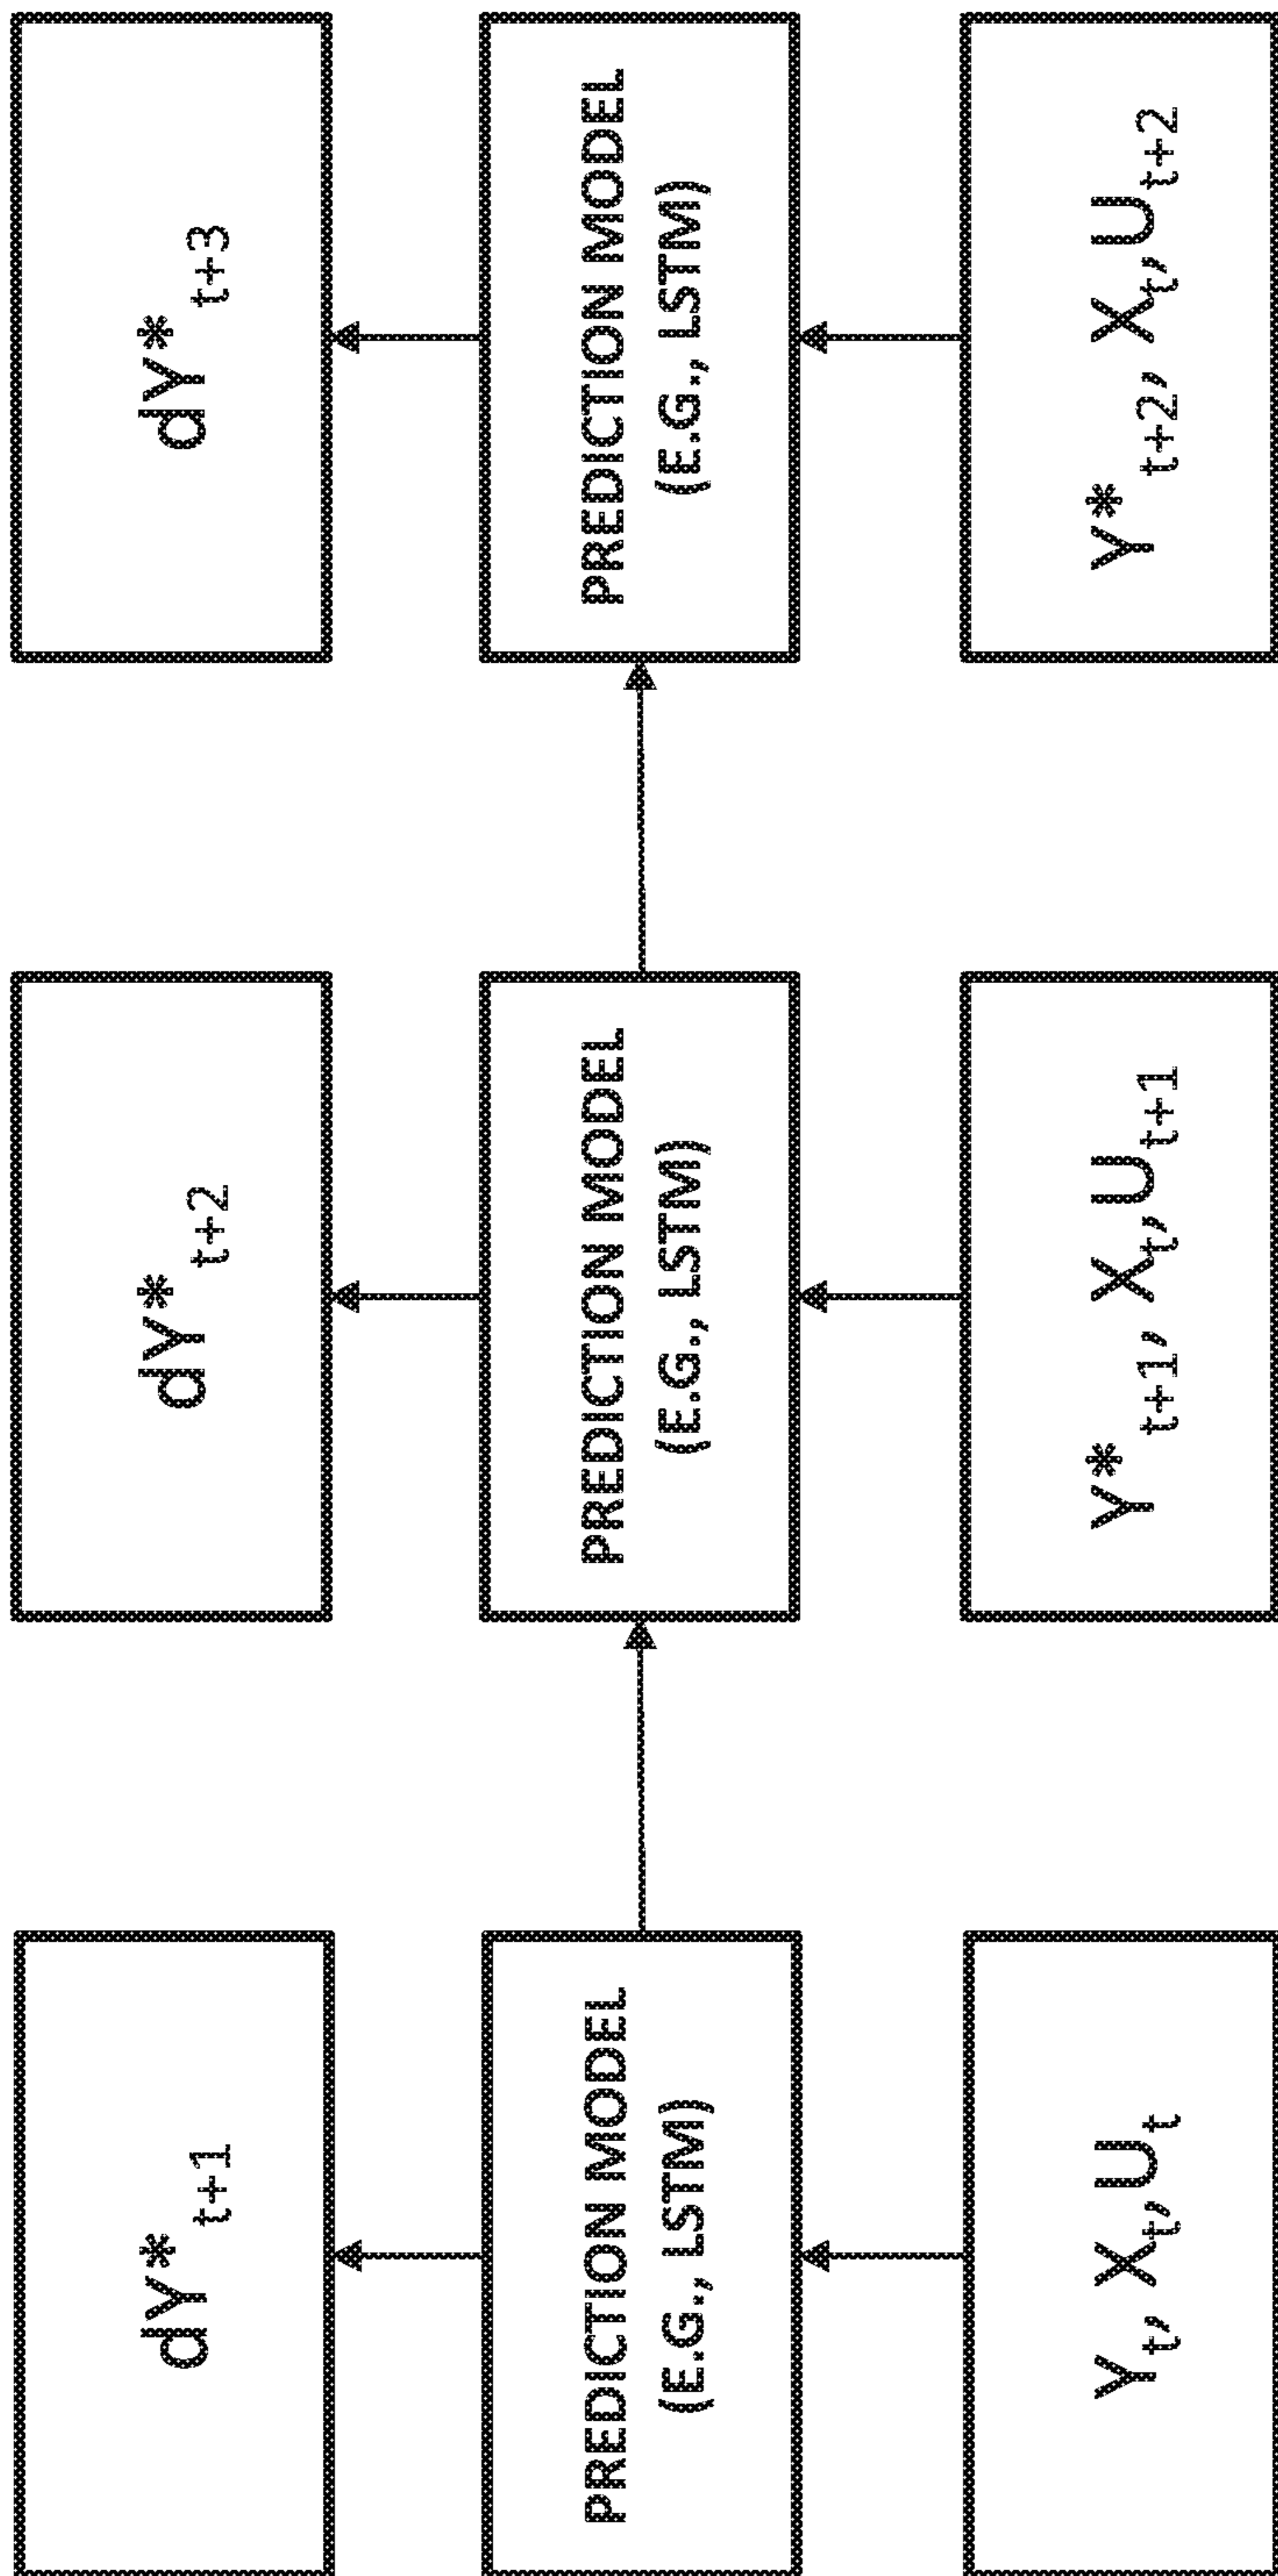 dY*t+1
dY*t+2
dY*t+3
PREDICTION MODEL
(E.G., LSTM)
PREDICTION MODEL
(E.G., LSTM)
PREDICTION MODEL
(E.G., LSTM)
Yt, Xt, Ut
Y*t+1, Xt, Ut+1
Y*t+2, Xt, Ut+2